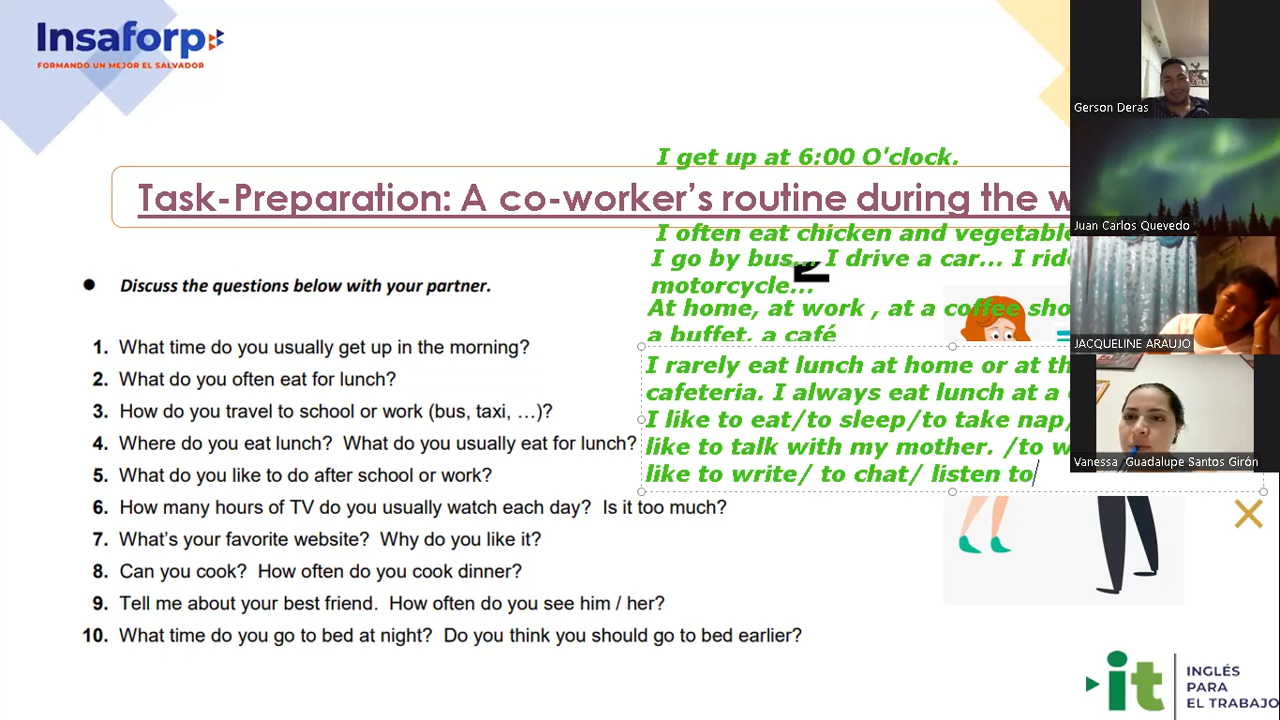 Insaforp
FORMANDO UN MEJOR EL SALVADOR
Gerson Deras
I get up at 6:00 O'clock.
Task-Preparation: A co-worker's routine during the w
Juan Carlos Quevedo
I often eat chicken and
I go by bus... I drive a car... I
motorcycle...
● Discuss the questions below with your partner.
At home, at work , at a coffee
a buffet, a café
JACQUELINE ARAUJO
1. What time do you usually get up in the morning?
2. What do you often eat for lunch?
3. How do you travel to school or work (bus, taxi, …)?
4. Where do you eat lunch? What do you usually eat for lunch?
5. What do you like to do after school or work?
6. How many hours of TV do you usually watch each day? Is it too much?
7. What's your favorite website? Why do you like it?
8. Can you cook? How often do you cook dinner?
9. Tell me about your best friend. How often do you see him / her?
10. What time do you go to bed at night? Do you think you should go to bed earlier?
I rarely eat lunch at home or at
cafeteria. I always eat lunch at a
I like to eat/to sleep/to take nap/
like to talk with my mother. /to
like to write/ to chat/ listen to
Vanessa Guadalupe Santos Girón
it
INGLÉS
PARA
EL TRABAJO